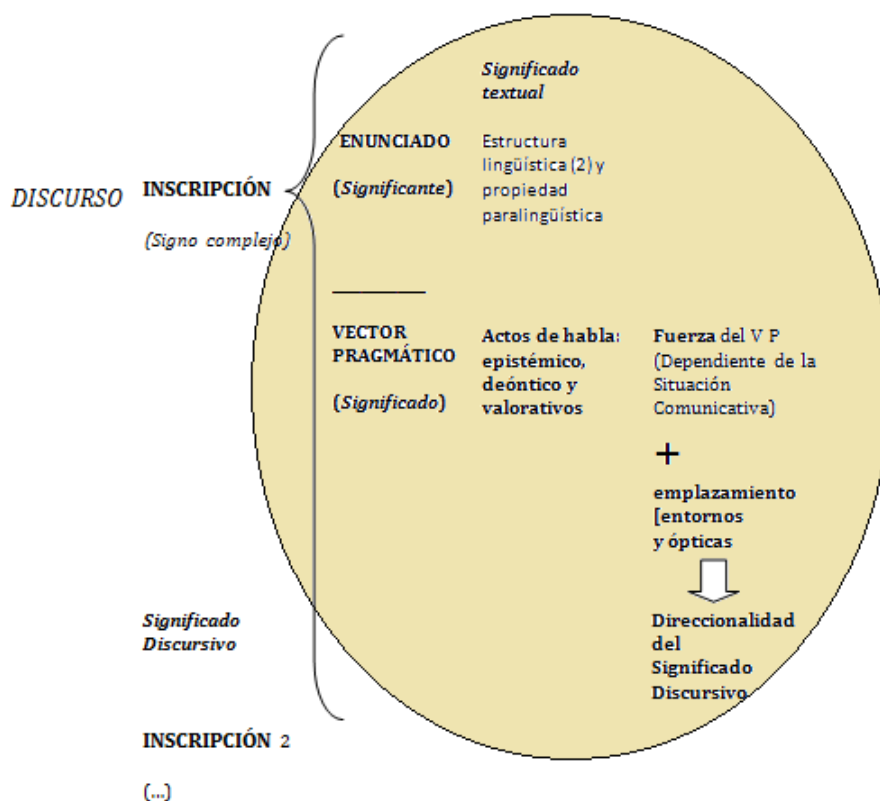 Significado
textual
ENUNCIADO
Estructura
lingüística (2) y
propiedad
paralingüística
(Significante)
DISCURSO
INSCRIPCIÓN
(Signo complejo)
VECTOR
PRAGMÁTICO
(Significado)
Actos de habla:
epistémico,
deóntico y
valorativos
Fuerza del V P
(Dependiente de la
Situación
Comunicativa)
+
emplazamiento
[entornos
y ópticas
Direccionalidad
del
Significado
Discursivo
Significado
Discursivo
INSCRIPCIÓN 2
(...)